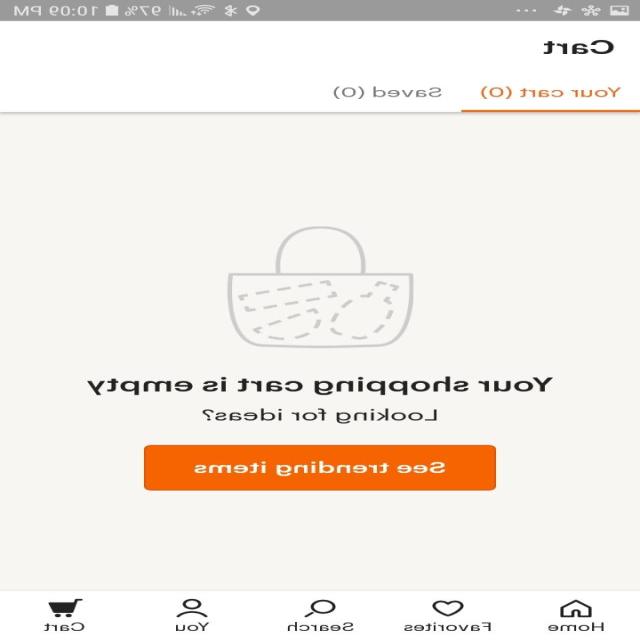 97% 10:09 PM
Cart
Your cart (0) Saved (0)
Your shopping cart is empty
Looking for ideas?
See trending items
Home Favorites Search You Cart